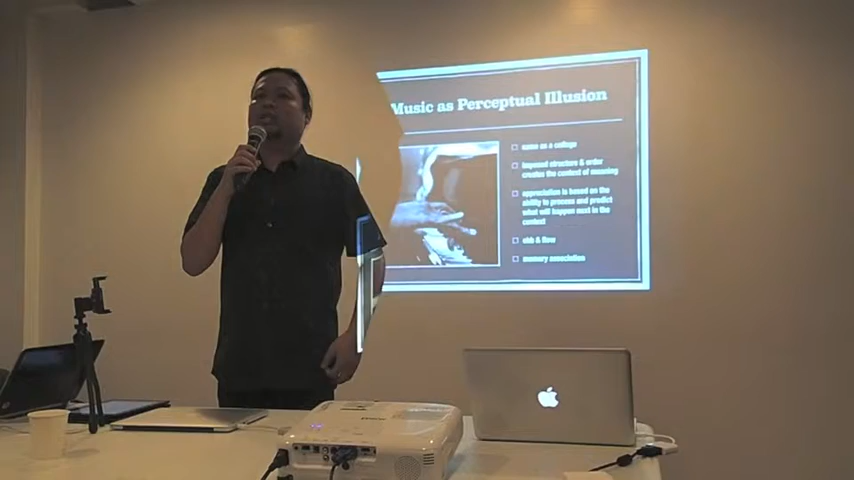 Music as Perceptual Illusion
same as a collage
imposed structure & order
creates the context of meaning
appreciation is based on the
ability to process and predict
what will happen next in the
context
ebb & flow
memory association